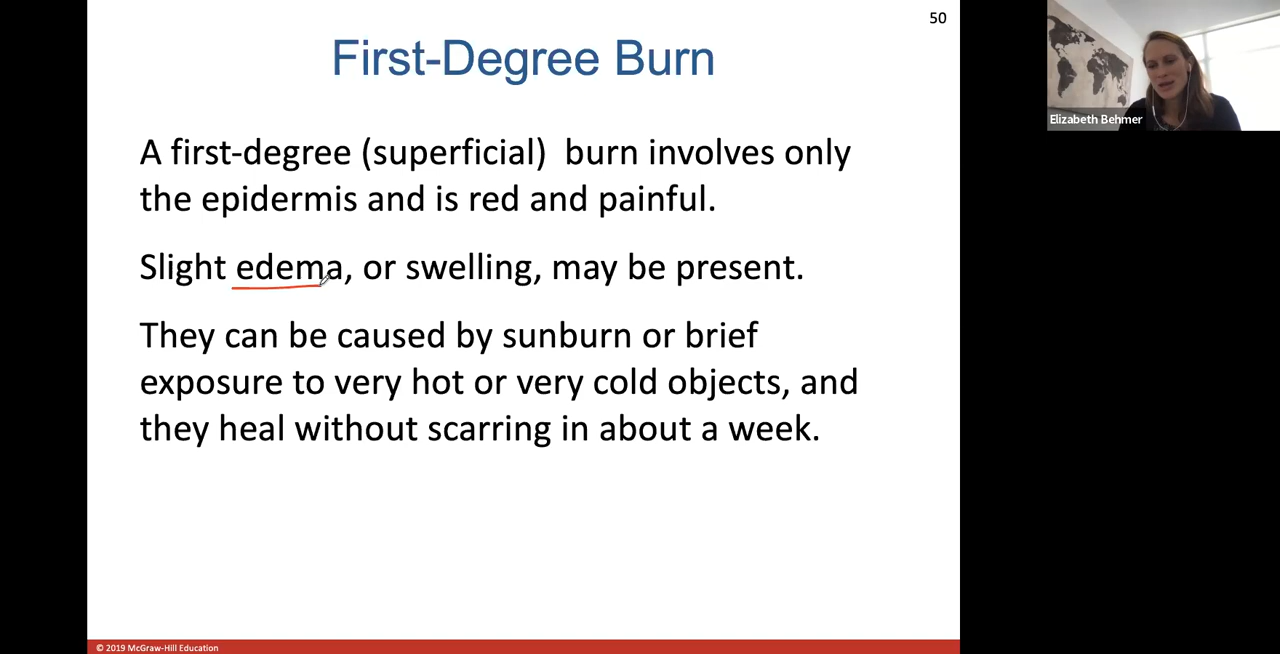 50
First-Degree Burn
Elizabeth Behmer
A first-degree (superficial)  burn involves only
the epidermis and is red and painful.
Slight edema, or swelling, may be present.
They can be caused by sunburn or brief
exposure to very hot or very cold objects, and
they heal without scarring in about a week.
© 2019 McGraw-Hill Education